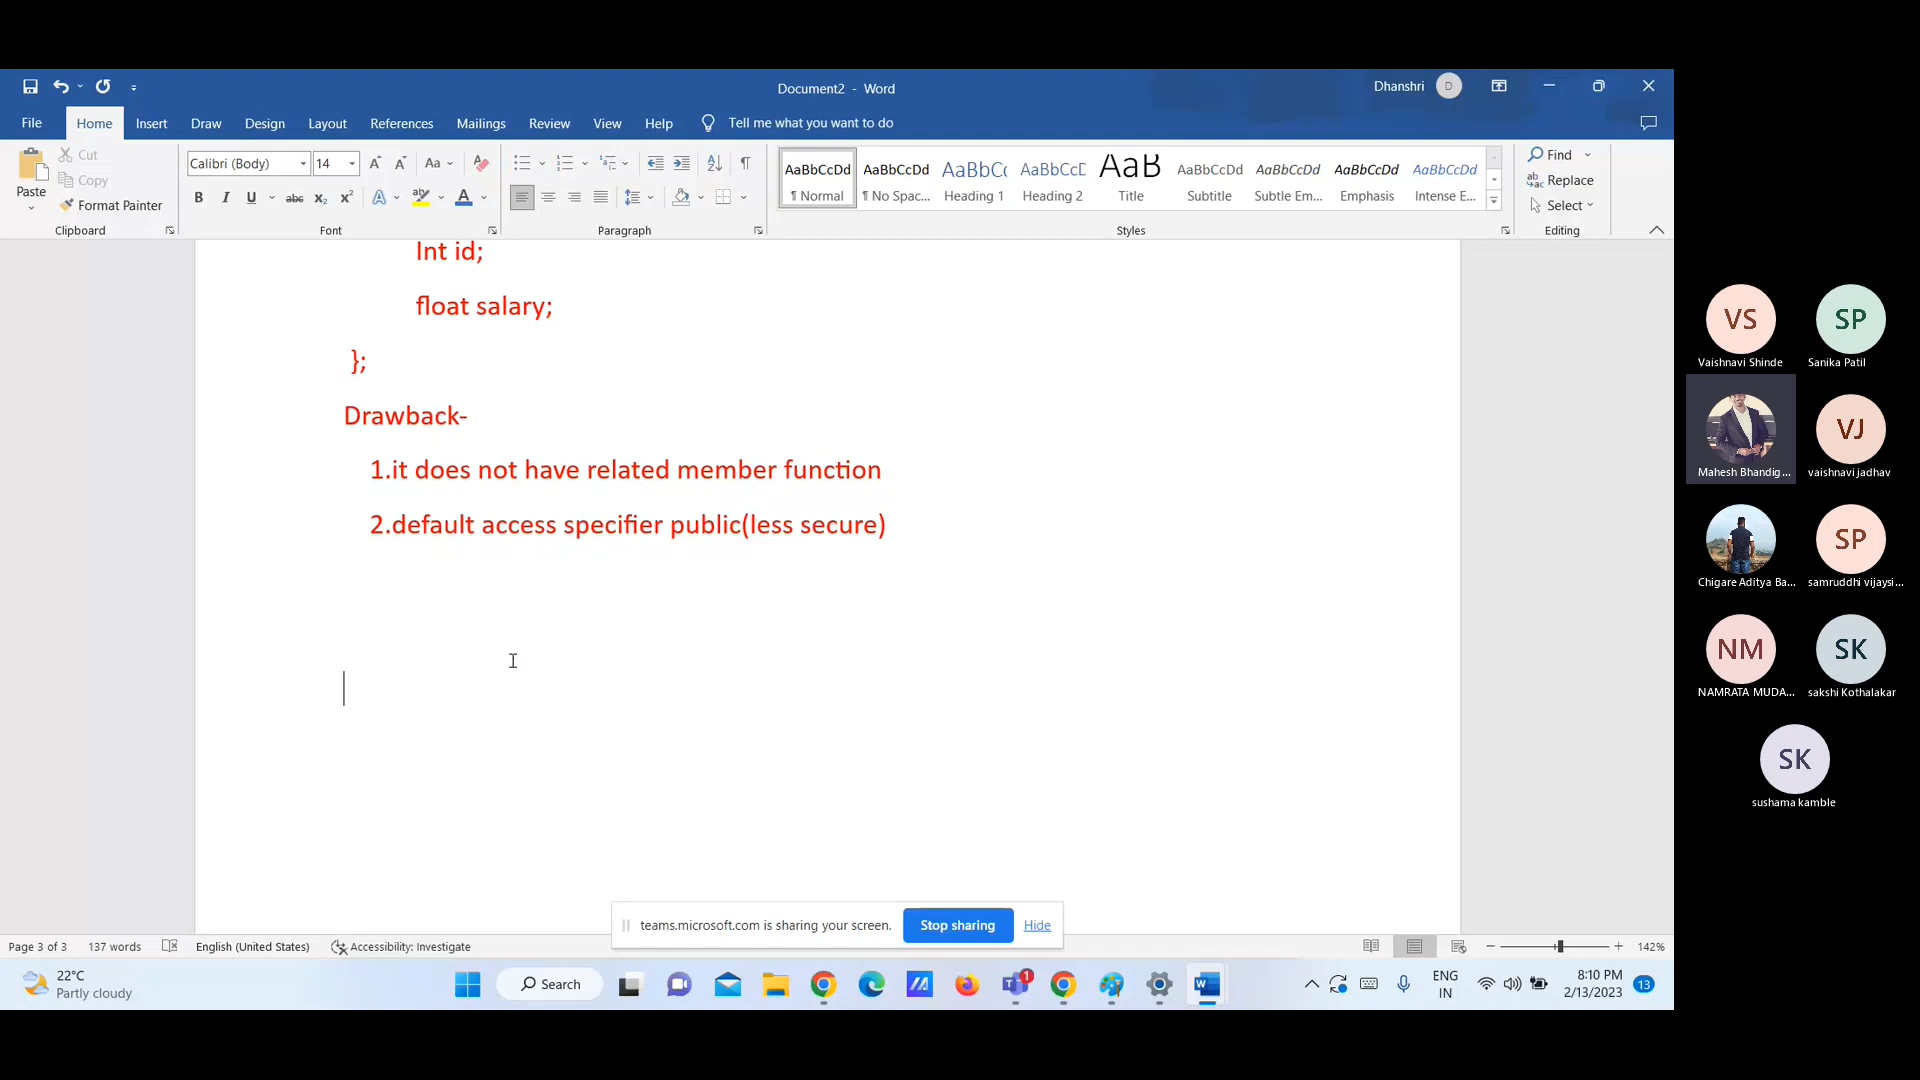 Document2 - Word
Dhanshri
D
File
Home
Insert
Draw
Design
Layout
References
Mailings
Review
View
Help
Tell me what you want to do
Paste
Cut
Copy
Format Painter
Clipboard
Calibri (Body)
14
Font
Paragraph
AaBbCcDd
¶ Normal
AaBbCcDd
¶ No Spac...
AaBbCc
Heading 1
AaBbCcD
Heading 2
AaB
Title
AaBbCcDd
Subtitle
AaBbCcDd
Subtle Em...
AaBbCcDd
Emphasis
AaBbCcDd
Intense E...
Styles
Find
Replace
Select
Editing
Int id;
float salary;
};
Drawback-
1.it does not have related member function
2.default access specifier public(less secure)
teams.microsoft.com is sharing your screen.
Stop sharing
Hide
Page 3 of 3
137 words
English (United States)
Accessibility: Investigate
142%
22°C
Partly cloudy
Search
1
ENG
IN
8:10 PM
2/13/2023
13
VS
Vaishnavi Shinde
SP
Sanika Patil
Mahesh Bhandig...
VJ
vaishnavi jadhav
Chigare Aditya Ba...
SP
samruddhi vijaysi...
NM
NAMRATA MUDA...
SK
sakshi Kothalakar
SK
sushama kamble